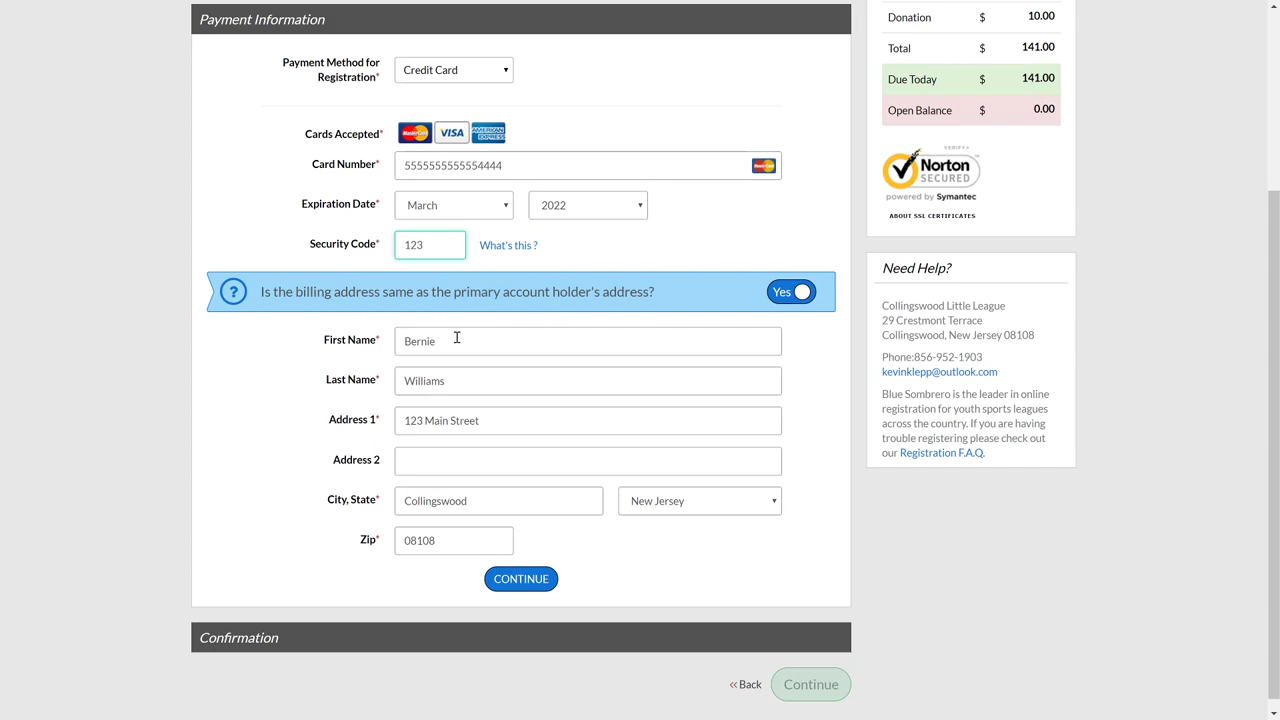 Payment Information
Payment Method for
Registration*
Credit Card
Cards Accepted*
MasterCard VISA AMERICAN EXPRESS
Card Number*
5555555555554444
MasterCard
Expiration Date*
March
2022
Security Code*
123
What's this ?
? Is the billing address same as the primary account holder's address?
Yes
First Name*
Bernie
Last Name*
Williams
Address 1*
123 Main Street
Address 2
City, State*
Collingswood
New Jersey
Zip*
08108
CONTINUE
Confirmation
« Back
Continue
Donation $ 10.00
Total $ 141.00
Due Today $ 141.00
Open Balance $ 0.00
VERIFY▸
Norton
SECURED
powered by Symantec
ABOUT SSL CERTIFICATES
Need Help?
Collingswood Little League
29 Crestmont Terrace
Collingswood, New Jersey 08108
Phone:856-952-1903
kevinklepp@outlook.com
Blue Sombrero is the leader in online
registration for youth sports leagues
across the country. If you are having
trouble registering please check out
our Registration F.A.Q.